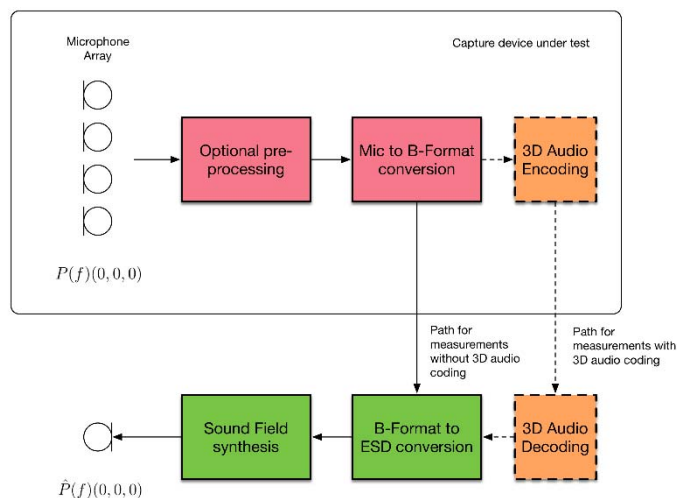 Microphone
Array
Capture device under test
Optional pre-
processing
Mic to B-Format
conversion
3D Audio
Encoding
P(f)(0, 0, 0)
Path for
measurements
without 3D audio
coding
Path for
measurements with
3D audio coding
Sound Field
synthesis
B-Format to
ESD conversion
3D Audio
Decoding
P̂(f)(0, 0, 0)